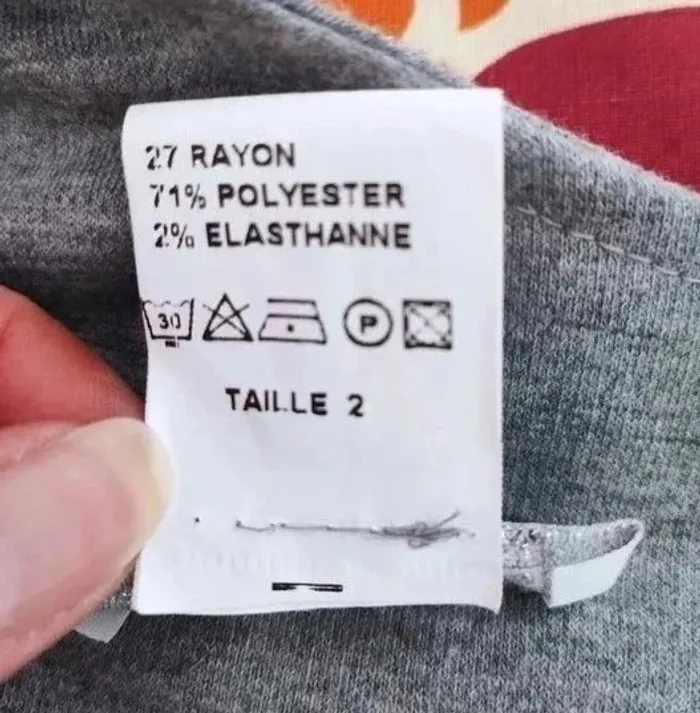 27 RAYON
71% POLYESTER
2% ELASTHANNE
30 P
TAILLE 2